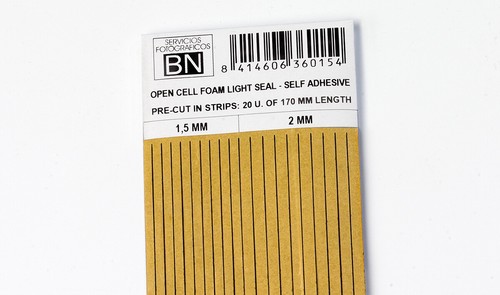 SERVICIOS
FOTOGRAFICOS
BN
8 414606 360154
OPEN CELL FOAM LIGHT SEAL - SELF ADHESIVE
PRE-CUT IN STRIPS: 20 U. OF 170 MM LENGTH
1,5 MM
2 MM